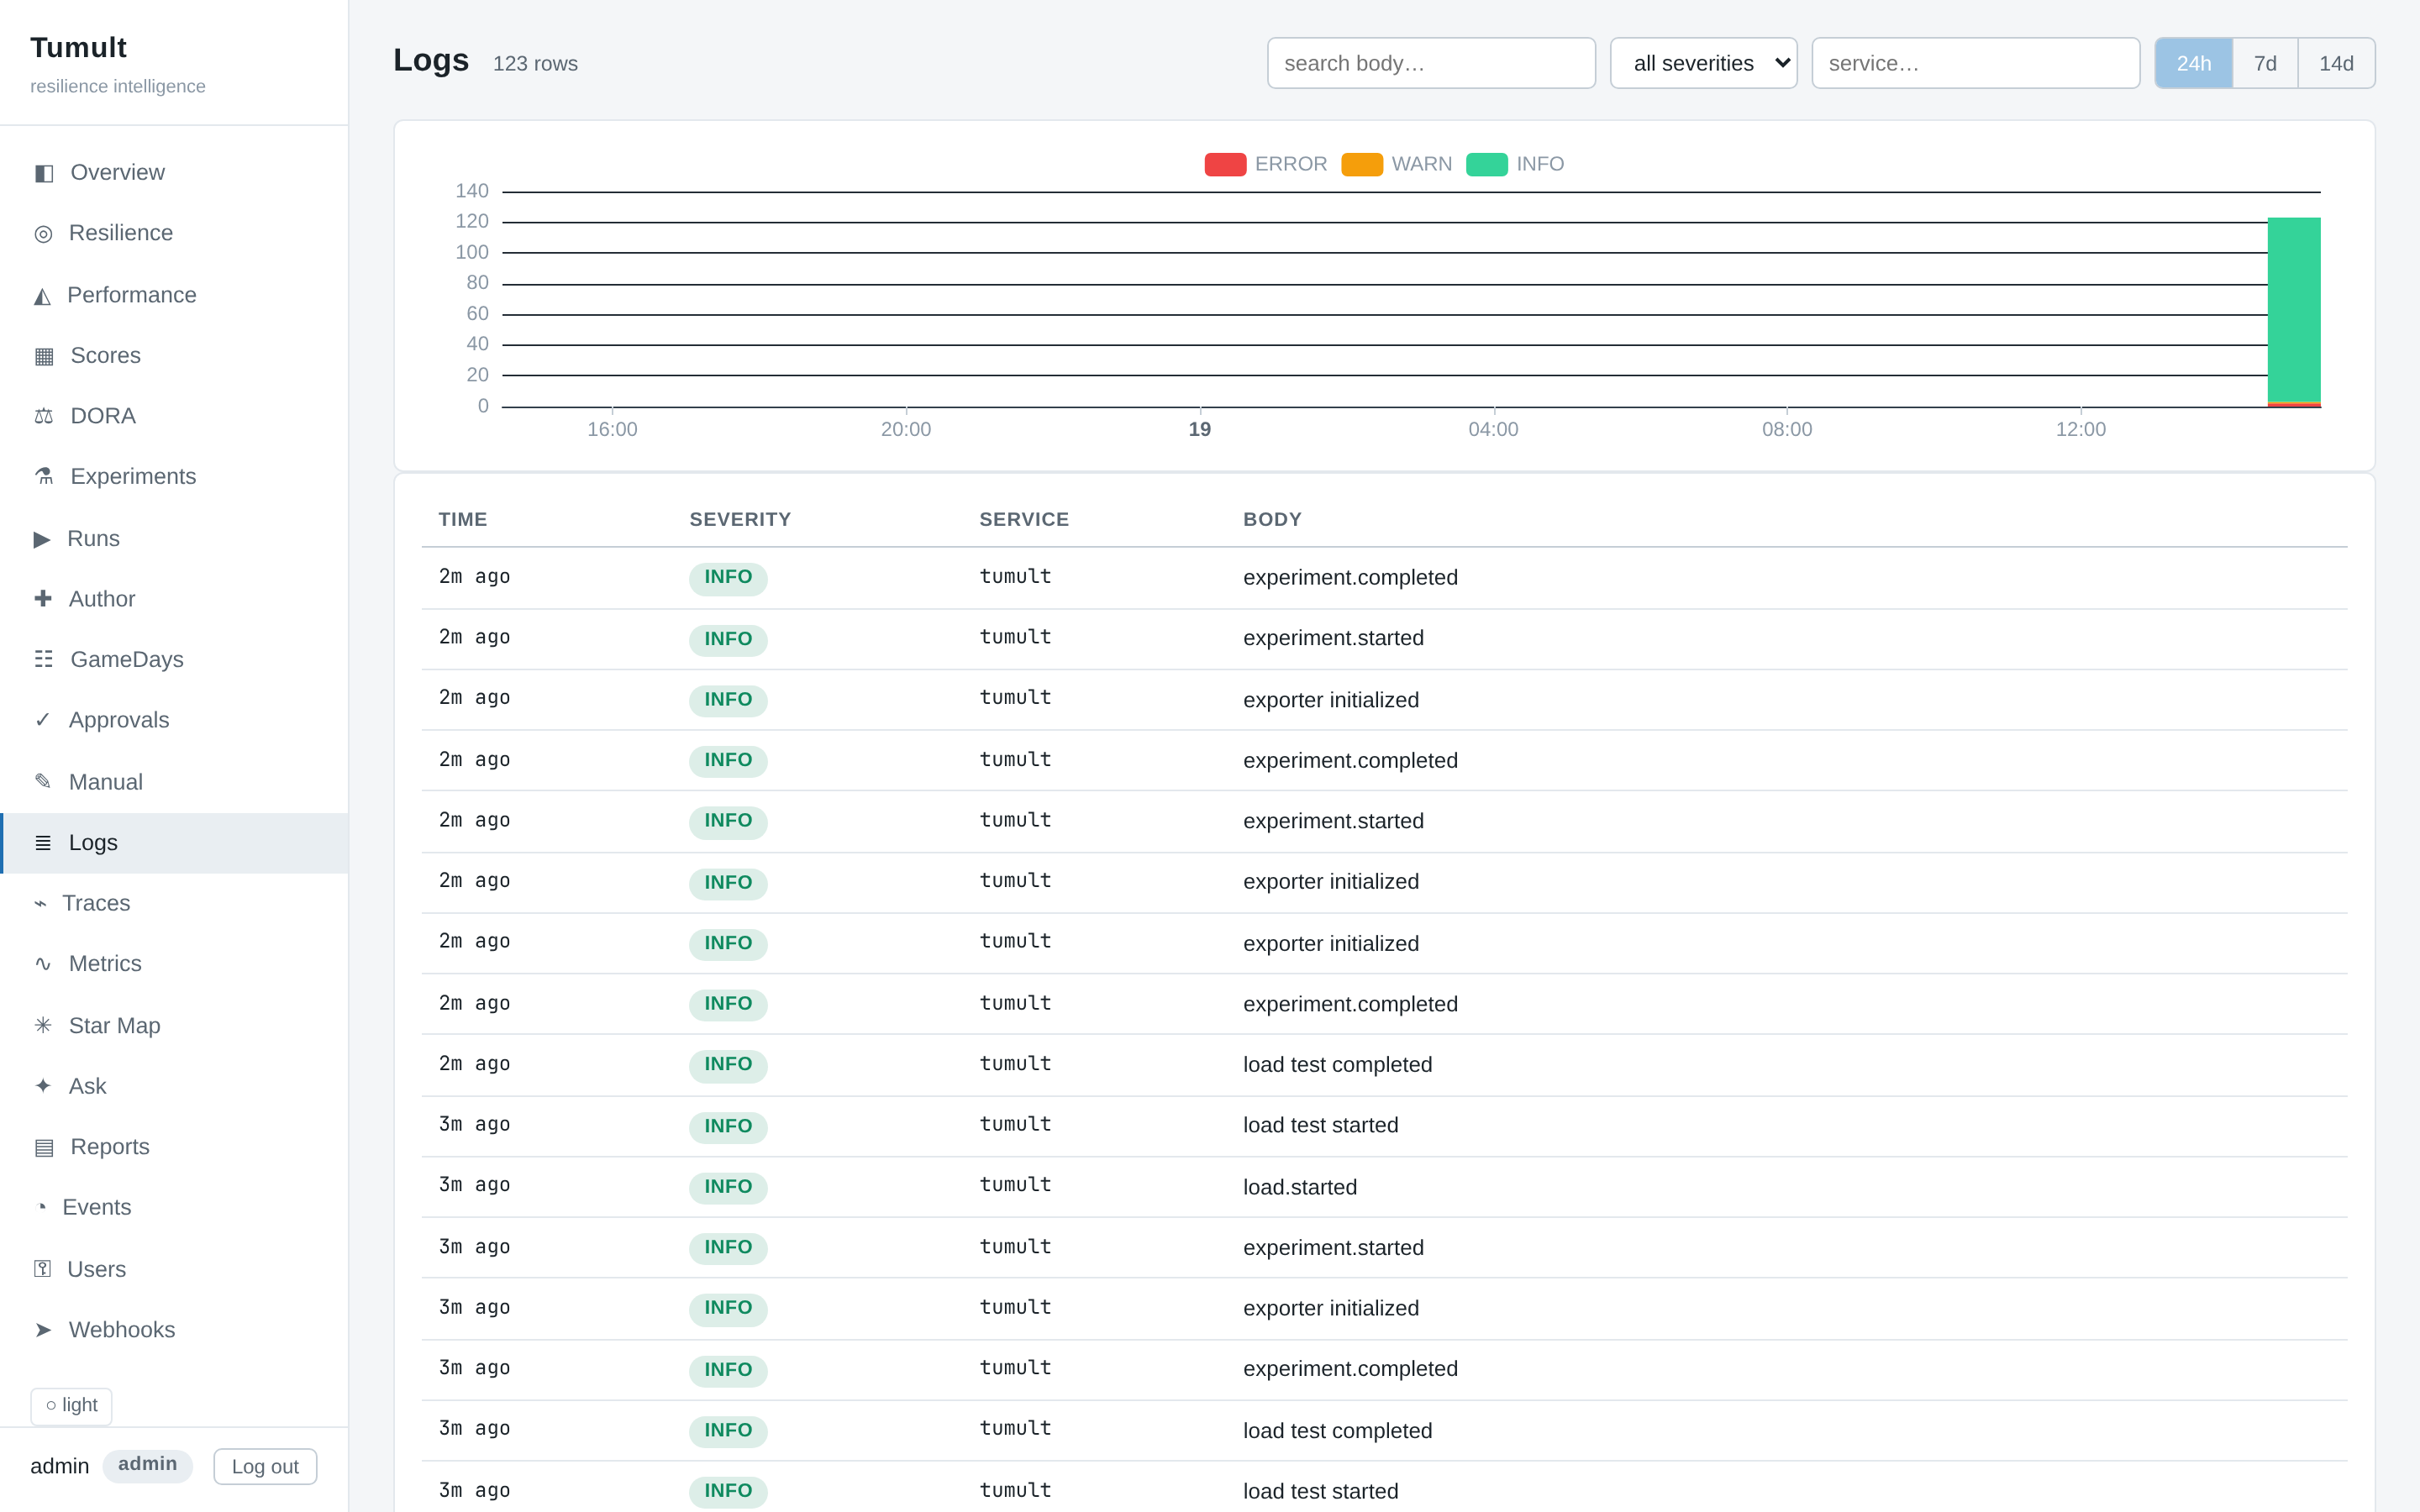 Tumult
resilience intelligence
Overview
Resilience
Performance
Scores
DORA
Experiments
Runs
Author
GameDays
Approvals
Manual
Logs
Traces
Metrics
Star Map
Ask
Reports
Events
Users
Webhooks
○ light
admin admin Log out
Logs 123 rows search body… all severities service… 24h 7d 14d
ERROR WARN INFO
140
120
100
80
60
40
20
0
16:00 20:00 19 04:00 08:00 12:00
TIME SEVERITY SERVICE BODY
2m ago INFO tumult experiment.completed
2m ago INFO tumult experiment.started
2m ago INFO tumult exporter initialized
2m ago INFO tumult experiment.completed
2m ago INFO tumult experiment.started
2m ago INFO tumult exporter initialized
2m ago INFO tumult exporter initialized
2m ago INFO tumult experiment.completed
2m ago INFO tumult load test completed
3m ago INFO tumult load test started
3m ago INFO tumult load.started
3m ago INFO tumult experiment.started
3m ago INFO tumult exporter initialized
3m ago INFO tumult experiment.completed
3m ago INFO tumult load test completed
3m ago INFO tumult load test started